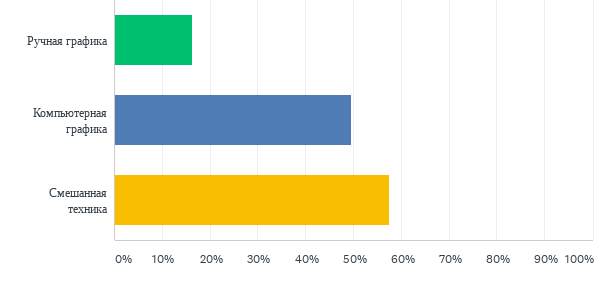 Ручная графика
Компьютерная
графика
Смешанная
техника
0% 10% 20% 30% 40% 50% 60% 70% 80% 90% 100%